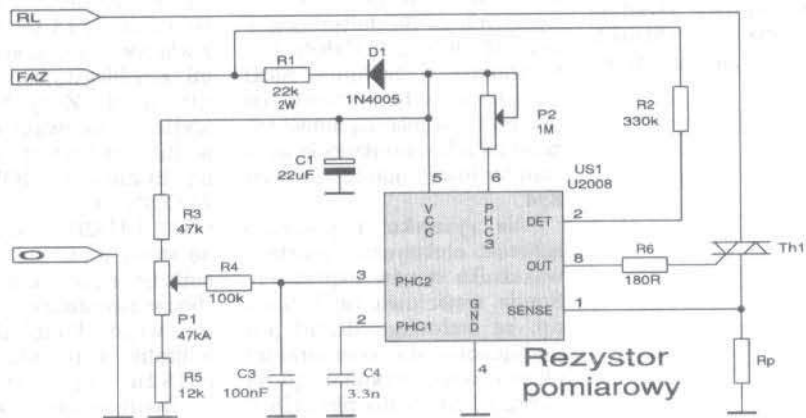 RL
FAZ
R1
22k
2W
D1
1N4005
P2
1M
R2
330k
C1
22uF
5
6
US1
U2008
VCC
PHC3
DET
2
R3
47k
O
R4
100k
3
PHC2
OUT
8
R6
180R
Th1
P1
47kA
2
PHC1
GND
SENSE
1
R5
12k
C3
100nF
C4
3.3n
4
Rezystor
pomiarowy
Rp